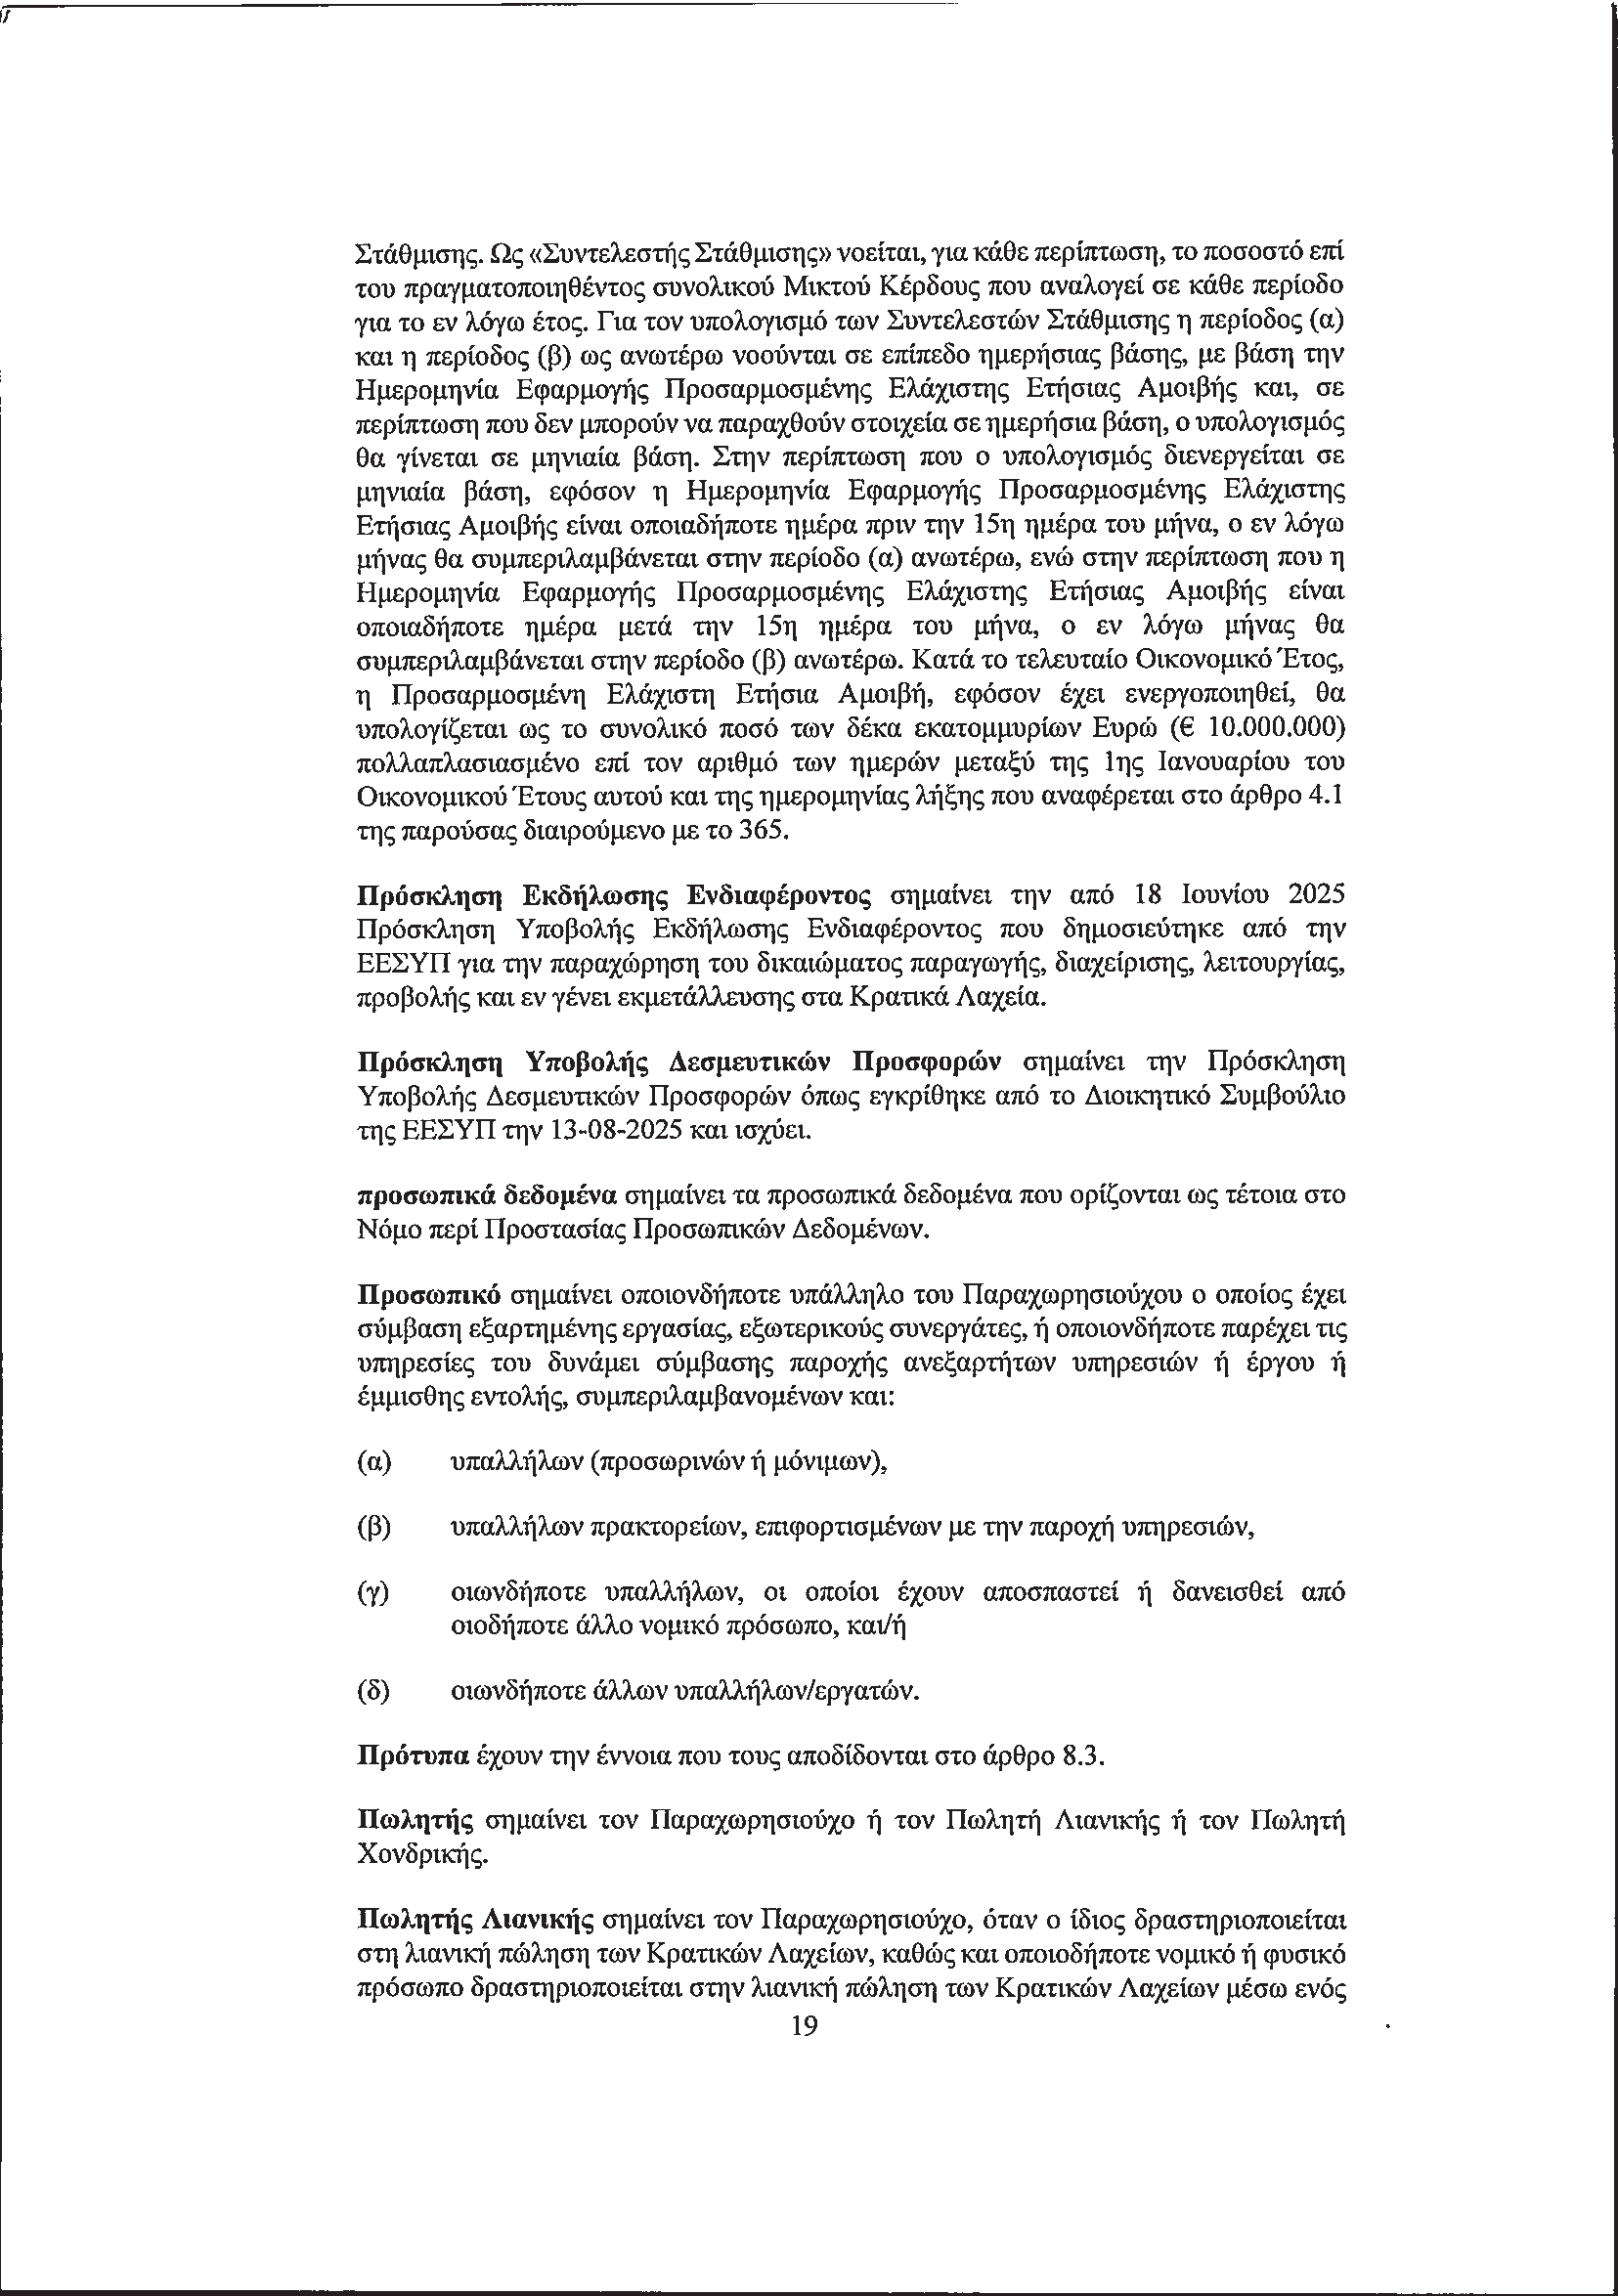 Στάθμισης. Ως «Συντελεστής Στάθμισης» νοείται, για κάθε περίπτωση, το ποσοστό επί
του πραγματοποιηθέντος συνολικού Μικτού Κέρδους που αναλογεί σε κάθε περίοδο
για το εν λόγω έτος. Για τον υπολογισμό των Συντελεστών Στάθμισης η περίοδος (α)
και η περίοδος (β) ως ανωτέρω νοούνται σε επίπεδο ημερήσιας βάσης, με βάση την
Ημερομηνία Εφαρμογής Προσαρμοσμένης Ελάχιστης Ετήσιας Αμοιβής και, σε
περίπτωση που δεν μπορούν να παραχθούν στοιχεία σε ημερήσια βάση, ο υπολογισμός
θα γίνεται σε μηνιαία βάση. Στην περίπτωση που ο υπολογισμός διενεργείται σε
μηνιαία βάση, εφόσον η Ημερομηνία Εφαρμογής Προσαρμοσμένης Ελάχιστης
Ετήσιας Αμοιβής είναι οποιαδήποτε ημέρα πριν την 15η ημέρα του μήνα, ο εν λόγω
μήνας θα συμπεριλαμβάνεται στην περίοδο (α) ανωτέρω, ενώ στην περίπτωση που η
Ημερομηνία Εφαρμογής Προσαρμοσμένης Ελάχιστης Ετήσιας Αμοιβής είναι
οποιαδήποτε ημέρα μετά την 15η ημέρα του μήνα, ο εν λόγω μήνας θα
συμπεριλαμβάνεται στην περίοδο (β) ανωτέρω. Κατά το τελευταίο Οικονομικό Έτος,
η Προσαρμοσμένη Ελάχιστη Ετήσια Αμοιβή, εφόσον έχει ενεργοποιηθεί, θα
υπολογίζεται ως το συνολικό ποσό των δέκα εκατομμυρίων Ευρώ (€ 10.000.000)
πολλαπλασιασμένο επί τον αριθμό των ημερών μεταξύ της 1ης Ιανουαρίου του
Οικονομικού Έτους αυτού και της ημερομηνίας λήξης που αναφέρεται στο άρθρο 4.1
της παρούσας διαιρούμενο με το 365.
Πρόσκληση Εκδήλωσης Ενδιαφέροντος σημαίνει την από 18 Ιουνίου 2025
Πρόσκληση Υποβολής Εκδήλωσης Ενδιαφέροντος που δημοσιεύτηκε από την
ΕΕΣΥΠ για την παραχώρηση του δικαιώματος παραγωγής, διαχείρισης, λειτουργίας,
προβολής και εν γένει εκμετάλλευσης στα Κρατικά Λαχεία.
Πρόσκληση Υποβολής Δεσμευτικών Προσφορών σημαίνει την Πρόσκληση
Υποβολής Δεσμευτικών Προσφορών όπως εγκρίθηκε από το Διοικητικό Συμβούλιο
της ΕΕΣΥΠ την 13-08-2025 και ισχύει.
προσωπικά δεδομένα σημαίνει τα προσωπικά δεδομένα που ορίζονται ως τέτοια στο
Νόμο περί Προστασίας Προσωπικών Δεδομένων.
Προσωπικό σημαίνει οποιονδήποτε υπάλληλο του Παραχωρησιούχου ο οποίος έχει
σύμβαση εξαρτημένης εργασίας, εξωτερικούς συνεργάτες, ή οποιονδήποτε παρέχει τις
υπηρεσίες του δυνάμει σύμβασης παροχής ανεξαρτήτων υπηρεσιών ή έργου ή
έμμισθης εντολής, συμπεριλαμβανομένων και:
(α) υπαλλήλων (προσωρινών ή μόνιμων),
(β) υπαλλήλων πρακτορείων, επιφορτισμένων με την παροχή υπηρεσιών,
(γ) οιωνδήποτε υπαλλήλων, οι οποίοι έχουν αποσπαστεί ή δανεισθεί από
οιοδήποτε άλλο νομικό πρόσωπο, και/ή
(δ) οιωνδήποτε άλλων υπαλλήλων/εργατών.
Πρότυπα έχουν την έννοια που τους αποδίδονται στο άρθρο 8.3.
Πωλητής σημαίνει τον Παραχωρησιούχο ή τον Πωλητή Λιανικής ή τον Πωλητή
Χονδρικής.
Πωλητής Λιανικής σημαίνει τον Παραχωρησιούχο, όταν ο ίδιος δραστηριοποιείται
στη λιανική πώληση των Κρατικών Λαχείων, καθώς και οποιοδήποτε νομικό ή φυσικό
πρόσωπο δραστηριοποιείται στην λιανική πώληση των Κρατικών Λαχείων μέσω ενός
19